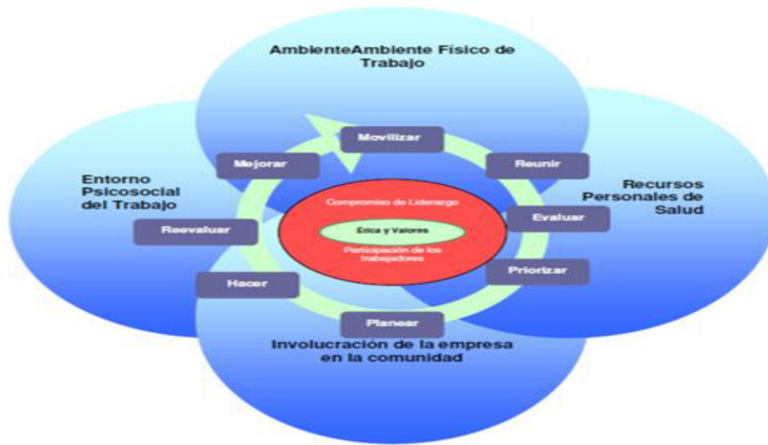 AmbienteAmbiente Físico de
Trabajo
Movilizar
Mejorar
Reunir
Entorno
Psicosocial
del Trabajo
Recursos
Personales de
Salud
Compromiso de Liderazgo
Reevaluar
Evaluar
Etica y Valores
Participación de los
trabajadores
Hacer
Priorizar
Planear
Involucración de la empresa
en la comunidad